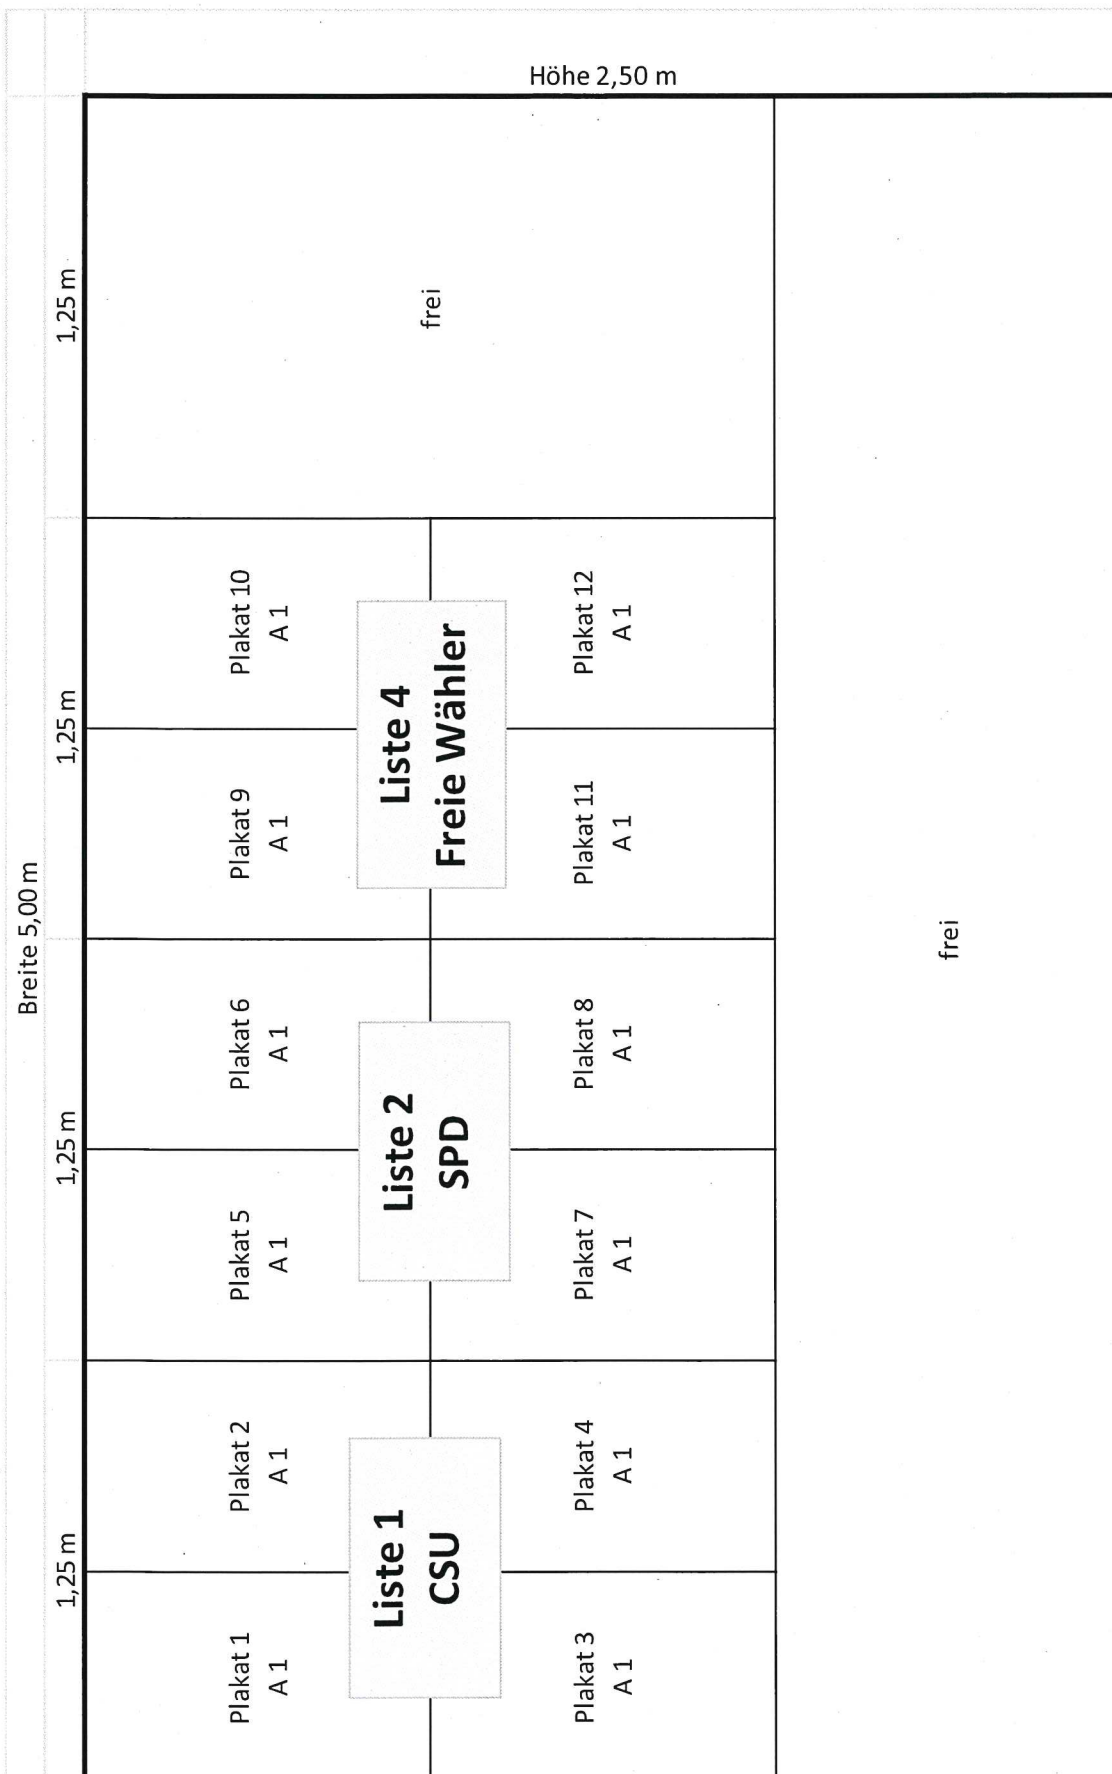 Höhe 2,50 m
Breite 5,00 m
1,25 m
1,25 m
1,25 m
1,25 m
Plakat 1
A 1
Plakat 2
A 1
Plakat 5
A 1
Plakat 6
A 1
Plakat 9
A 1
Plakat 10
A 1
frei
Liste 1
CSU
Liste 2
SPD
Liste 4
Freie Wähler
Plakat 3
A 1
Plakat 4
A 1
Plakat 7
A 1
Plakat 8
A 1
Plakat 11
A 1
Plakat 12
A 1
frei